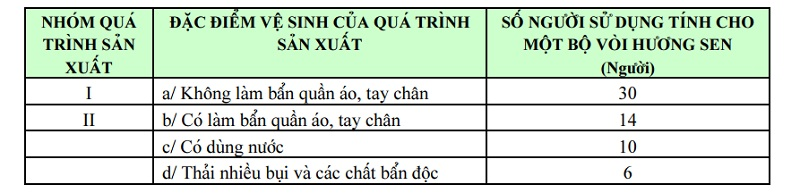 NHÓM QUÁ TRÌNH SẢN XUẤT
ĐẶC ĐIỂM VỆ SINH CỦA QUÁ TRÌNH SẢN XUẤT
SỐ NGƯỜI SỬ DỤNG TÍNH CHO MỘT BỘ VÒI HƯƠNG SEN (Người)
I a/ Không làm bẩn quần áo, tay chân 30
II b/ Có làm bẩn quần áo, tay chân 14
c/ Có dùng nước 10
d/ Thải nhiều bụi và các chất bẩn độc 6